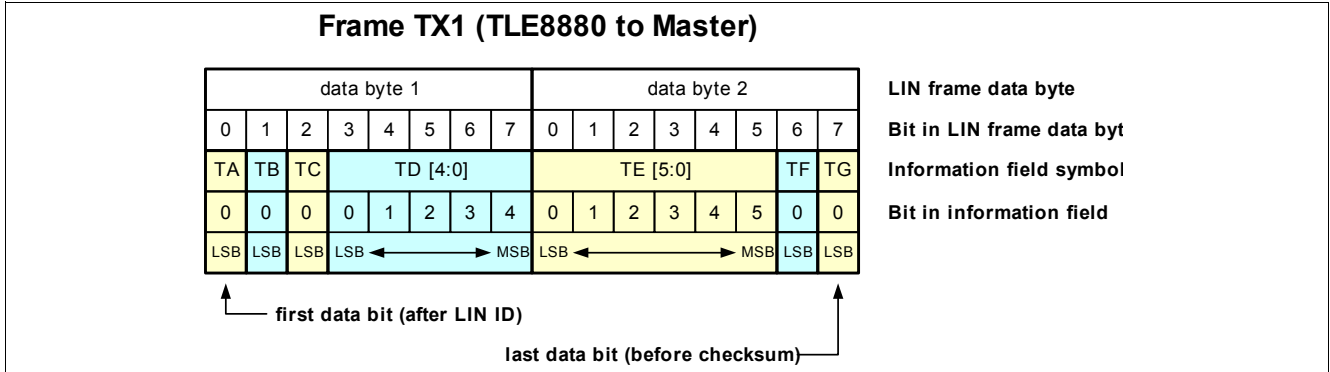 Frame TX1 (TLE8880 to Master)
data byte 1 data byte 2 LIN frame data byte
0 1 2 3 4 5 6 7 0 1 2 3 4 5 6 7 Bit in LIN frame data byt
TA TB TC TD [4:0] TE [5:0] TF TG Information field symbol
0 0 0 0 1 2 3 4 0 1 2 3 4 5 0 0 Bit in information field
LSB LSB LSB LSB MSB LSB MSB LSB LSB
first data bit (after LIN ID)
last data bit (before checksum)